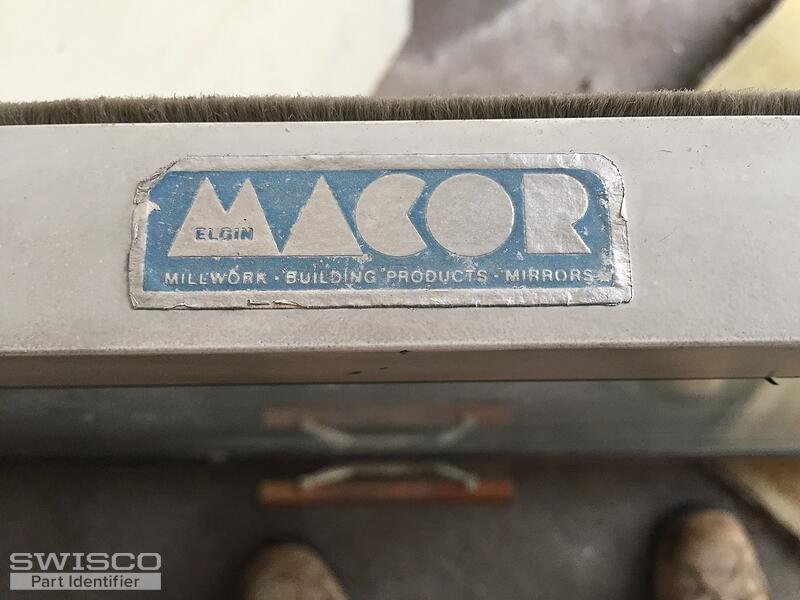 MACOR
ELGIN
MILLWORK · BUILDING PRODUCTS · MIRRORS
SWISCO
Part Identifier